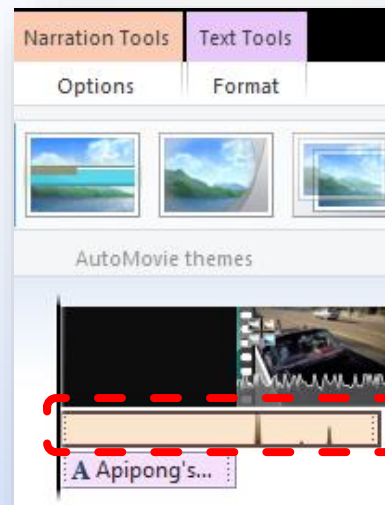 Narration Tools
Text Tools
Options
Format
AutoMovie themes
A Apipong's...